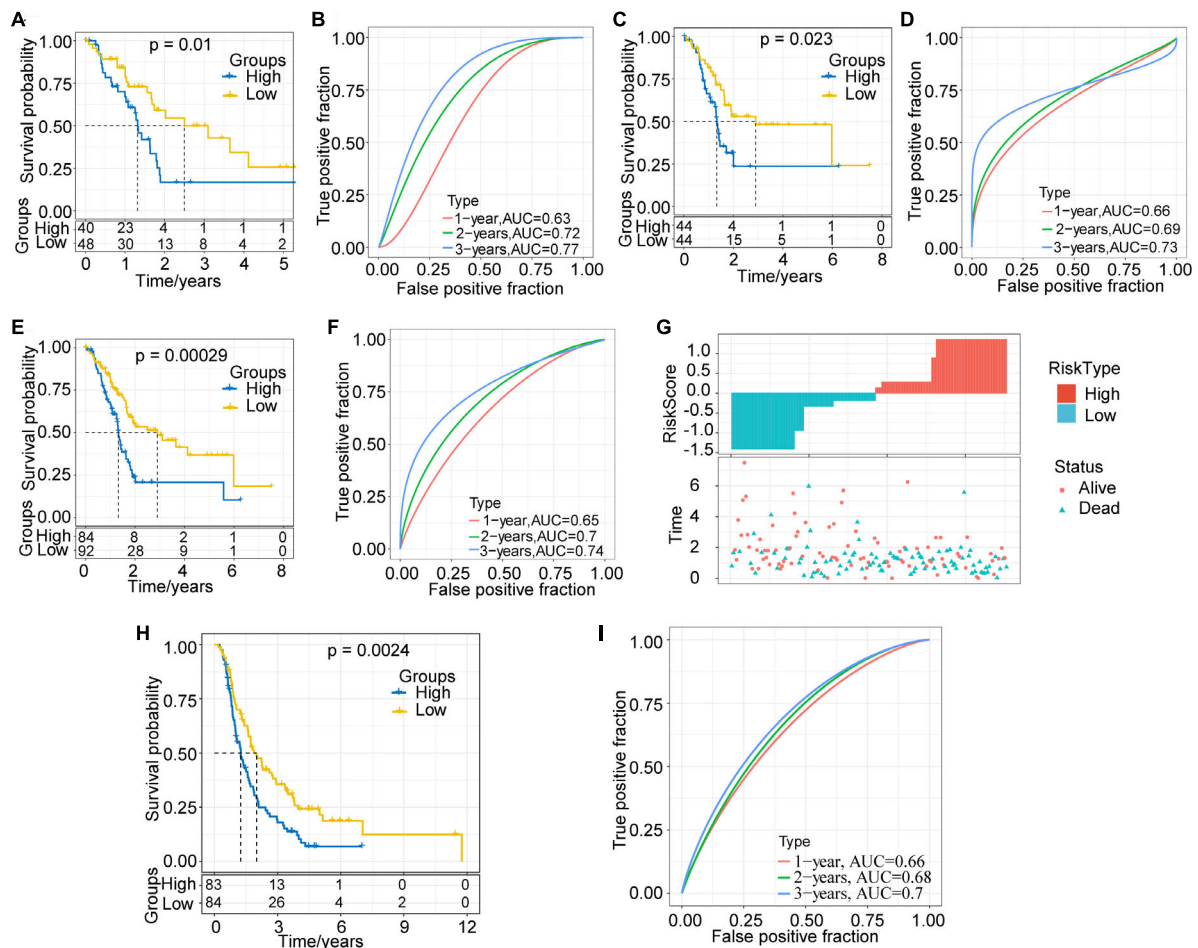 A
p = 0.01
Groups
High
Low
Survival probability
1.00
0.75
0.50
0.25
0.00
Groups
High 40 23 4 1 1 1
Low 48 30 13 8 4 2
0 1 2 3 4 5
Time/years
B
True positive fraction
1.00
0.75
0.50
0.25
0.00
Type
1-year,AUC=0.63
2-years,AUC=0.72
3-years,AUC=0.77
0.00 0.25 0.50 0.75 1.00
False positive fraction
C
p = 0.023
Groups
High
Low
Survival probability
1.00
0.75
0.50
0.25
0.00
Groups
High 44 4 1 1 0
Low 44 15 5 1 0
0 2 4 6 8
Time/years
D
True positive fraction
1.00
0.75
0.50
0.25
0.00
Type
1-year,AUC=0.66
2-years,AUC=0.69
3-years,AUC=0.73
0.00 0.25 0.50 0.75 1.00
False positive fraction
E
p = 0.00029
Groups
High
Low
Survival probability
1.00
0.75
0.50
0.25
0.00
Groups
High 84 8 2 1 0
Low 92 28 9 1 0
0 2 4 6 8
Time/years
F
True positive fraction
1.00
0.75
0.50
0.25
0.00
Type
1-year,AUC=0.65
2-years,AUC=0.7
3-years,AUC=0.74
0.00 0.25 0.50 0.75 1.00
False positive fraction
G
RiskScore
1.0
0.5
0.0
-0.5
-1.0
-1.5
RiskType
High
Low
Time
6
4
2
0
Status
Alive
Dead
H
p = 0.0024
Groups
High
Low
Survival probability
1.00
0.75
0.50
0.25
0.00
Groups
High 83 13 1 0 0
Low 84 26 4 2 0
0 3 6 9 12
Time/years
I
True positive fraction
1.00
0.75
0.50
0.25
0.00
Type
1-year, AUC=0.66
2-years, AUC=0.68
3-years, AUC=0.7
0.00 0.25 0.50 0.75 1.00
False positive fraction